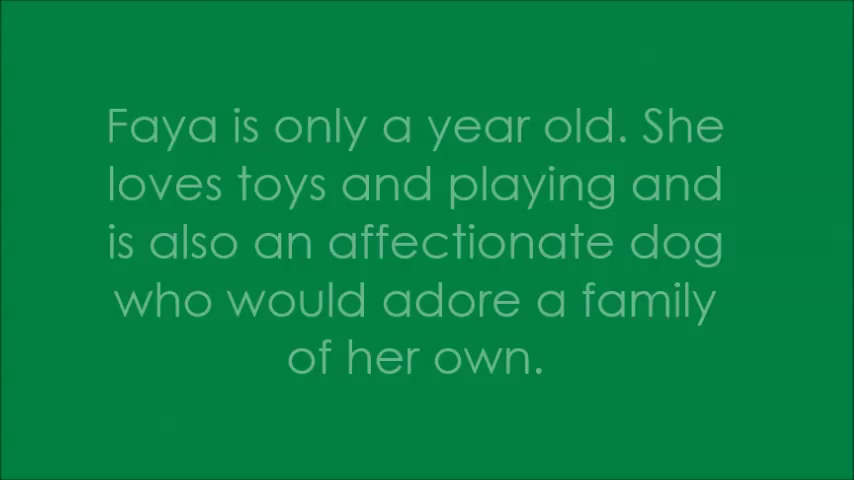 Faya is only a year old. She
loves toys and playing and
is also an affectionate dog
who would adore a family
of her own.